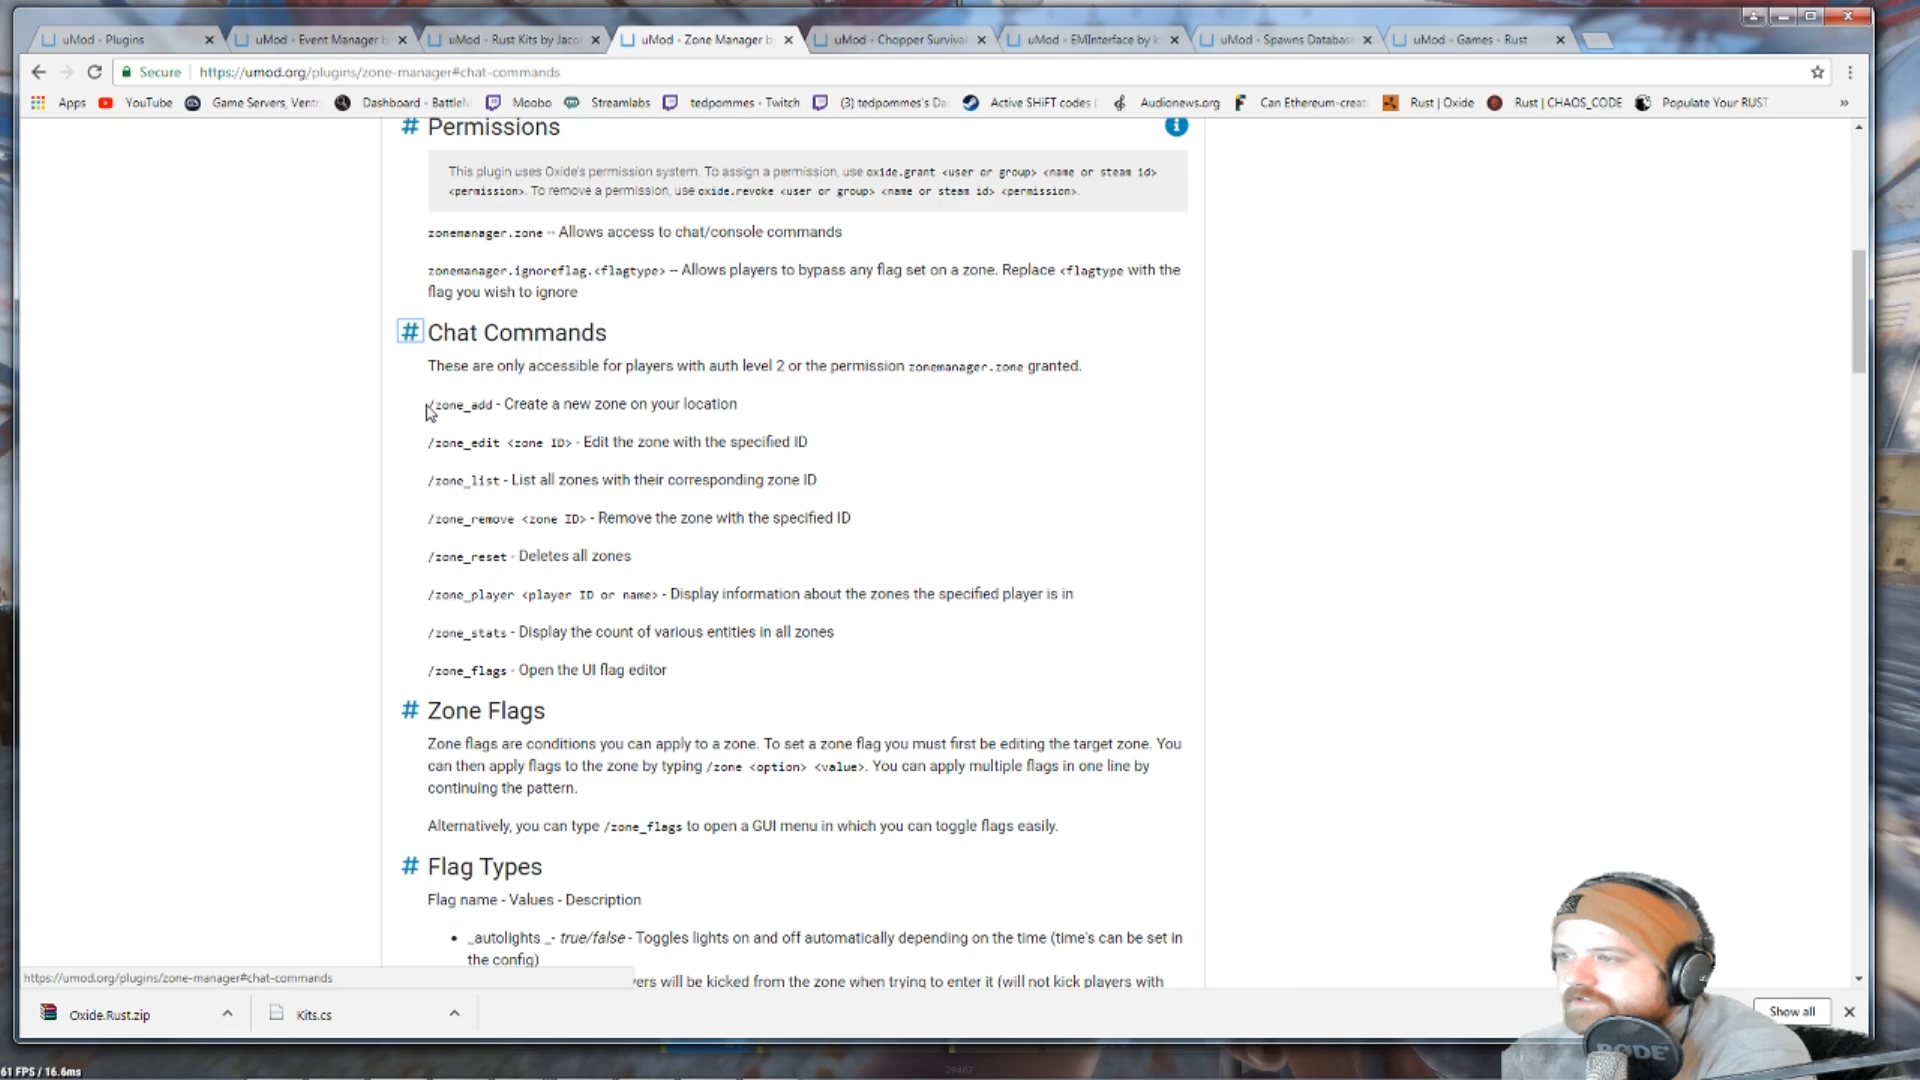 uMod - Plugins
uMod - Event Manager b
uMod - Rust Kits by Jaco
uMod - Zone Manager by
uMod - Chopper Survival
uMod - EMInterface by k
uMod - Spawns Databas
uMod - Games - Rust
Secure https://umod.org/plugins/zone-manager#chat-commands
Apps YouTube Game Servers, Ventr Dashboard - Battlel Moobo Streamlabs tedpommes - Twitch (3) tedpommes's Da Active SHiFT codes Audionews.org Can Ethereum-creat Rust | Oxide Rust | CHAOS_CODE Populate Your RUST »
# Permissions
This plugin uses Oxide's permission system. To assign a permission, use oxide.grant <user or group> <name or steam id>
<permission>. To remove a permission, use oxide.revoke <user or group> <name or steam id> <permission>.
zonemanager.zone -- Allows access to chat/console commands
zonemanager.ignoreflag.<flagtype> -- Allows players to bypass any flag set on a zone. Replace <flagtype with the
flag you wish to ignore
# Chat Commands
These are only accessible for players with auth level 2 or the permission zonemanager.zone granted.
/zone_add - Create a new zone on your location
/zone_edit <zone ID> - Edit the zone with the specified ID
/zone_list - List all zones with their corresponding zone ID
/zone_remove <zone ID> - Remove the zone with the specified ID
/zone_reset - Deletes all zones
/zone_player <player ID or name> - Display information about the zones the specified player is in
/zone_stats - Display the count of various entities in all zones
/zone_flags - Open the UI flag editor
# Zone Flags
Zone flags are conditions you can apply to a zone. To set a zone flag you must first be editing the target zone. You
can then apply flags to the zone by typing /zone <option> <value>. You can apply multiple flags in one line by
continuing the pattern.
Alternatively, you can type /zone_flags to open a GUI menu in which you can toggle flags easily.
# Flag Types
Flag name - Values - Description
• _autolights _- true/false - Toggles lights on and off automatically depending on the time (time's can be set in
the config)
https://umod.org/plugins/zone-manager#chat-commands
yers will be kicked from the zone when trying to enter it (will not kick players with
Oxide.Rust.zip
Kits.cs
Show all
RODE
61 FPS / 16.6ms